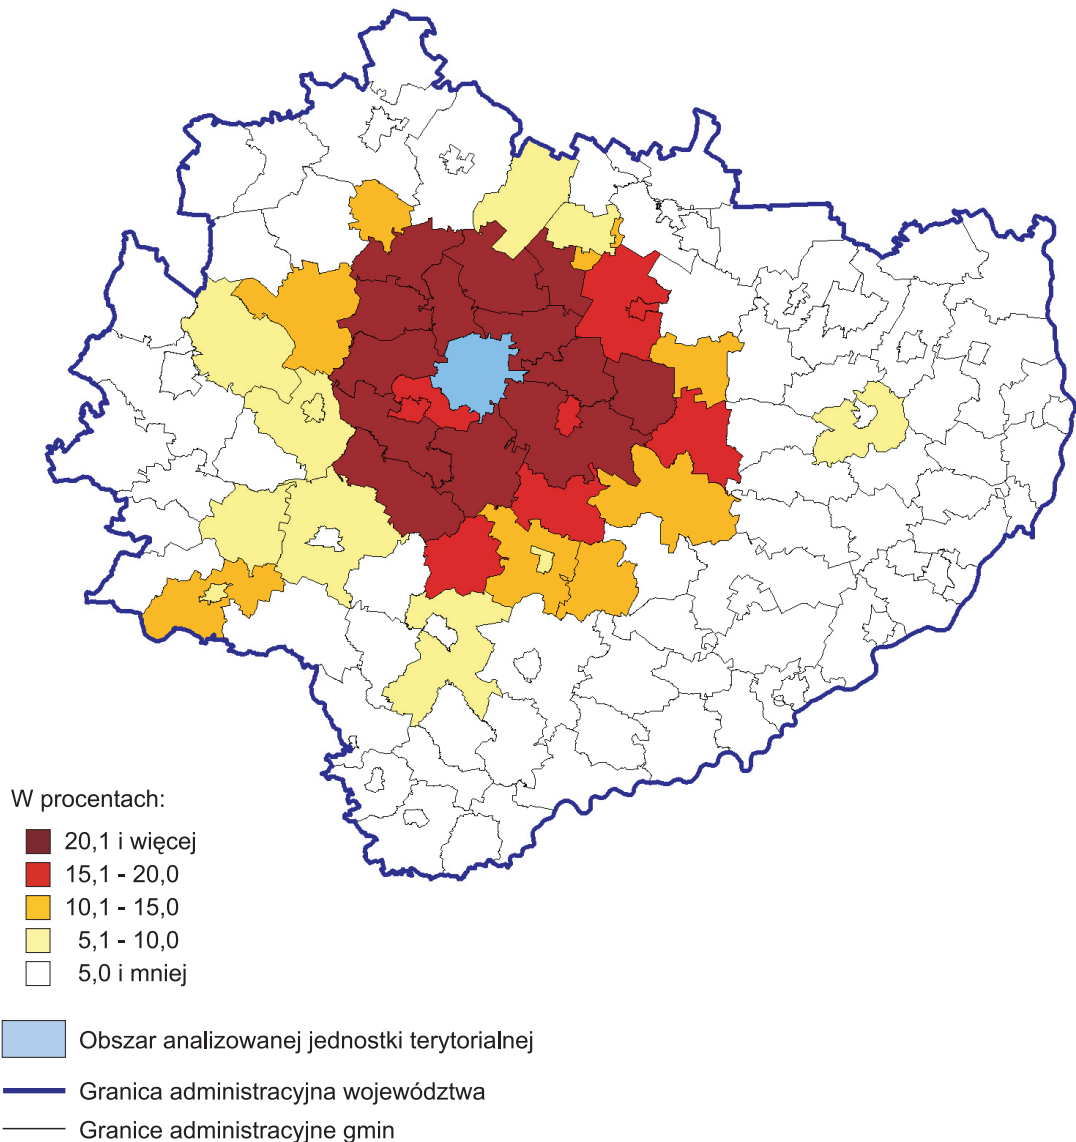 W procentach:
20,1 i więcej
15,1 - 20,0
10,1 - 15,0
5,1 - 10,0
5,0 i mniej
Obszar analizowanej jednostki terytorialnej
Granica administracyjna województwa
Granice administracyjne gmin